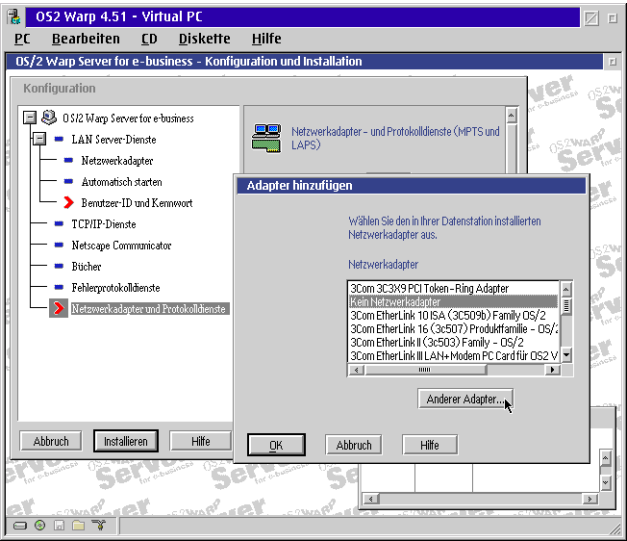 OS2 Warp 4.51 - Virtual PC
PC Bearbeiten CD Diskette Hilfe
OS/2 Warp Server for e-business - Konfiguration und Installation
Konfiguration
OS/2 Warp Server for e-business
LAN Server-Dienste
Netzwerkadapter
Automatisch starten
Benutzer-ID und Kennwort
TCP/IP-Dienste
Netscape Communicator
Bücher
Fehlerprotokolldienste
Netzwerkadapter und Protokolldienste
Netzwerkadapter - und Protokolldienste (MPTS und
LAPS)
Abbruch Installieren Hilfe
Adapter hinzufügen
Wählen Sie den in Ihrer Datenstation installierten
Netzwerkadapter aus.
Netzwerkadapter
3Com 3C3X9 PCI Token-Ring Adapter
Kein Netzwerkadapter
3Com EtherLink 10 ISA (3C509b) Family OS/2
3Com EtherLink 16 (3c507) Produktfamilie - OS/2
3Com EtherLink II (3c503) Family - OS/2
3Com EtherLink III LAN+Modem PC Card für OS2 V
Anderer Adapter...
OK Abbruch Hilfe